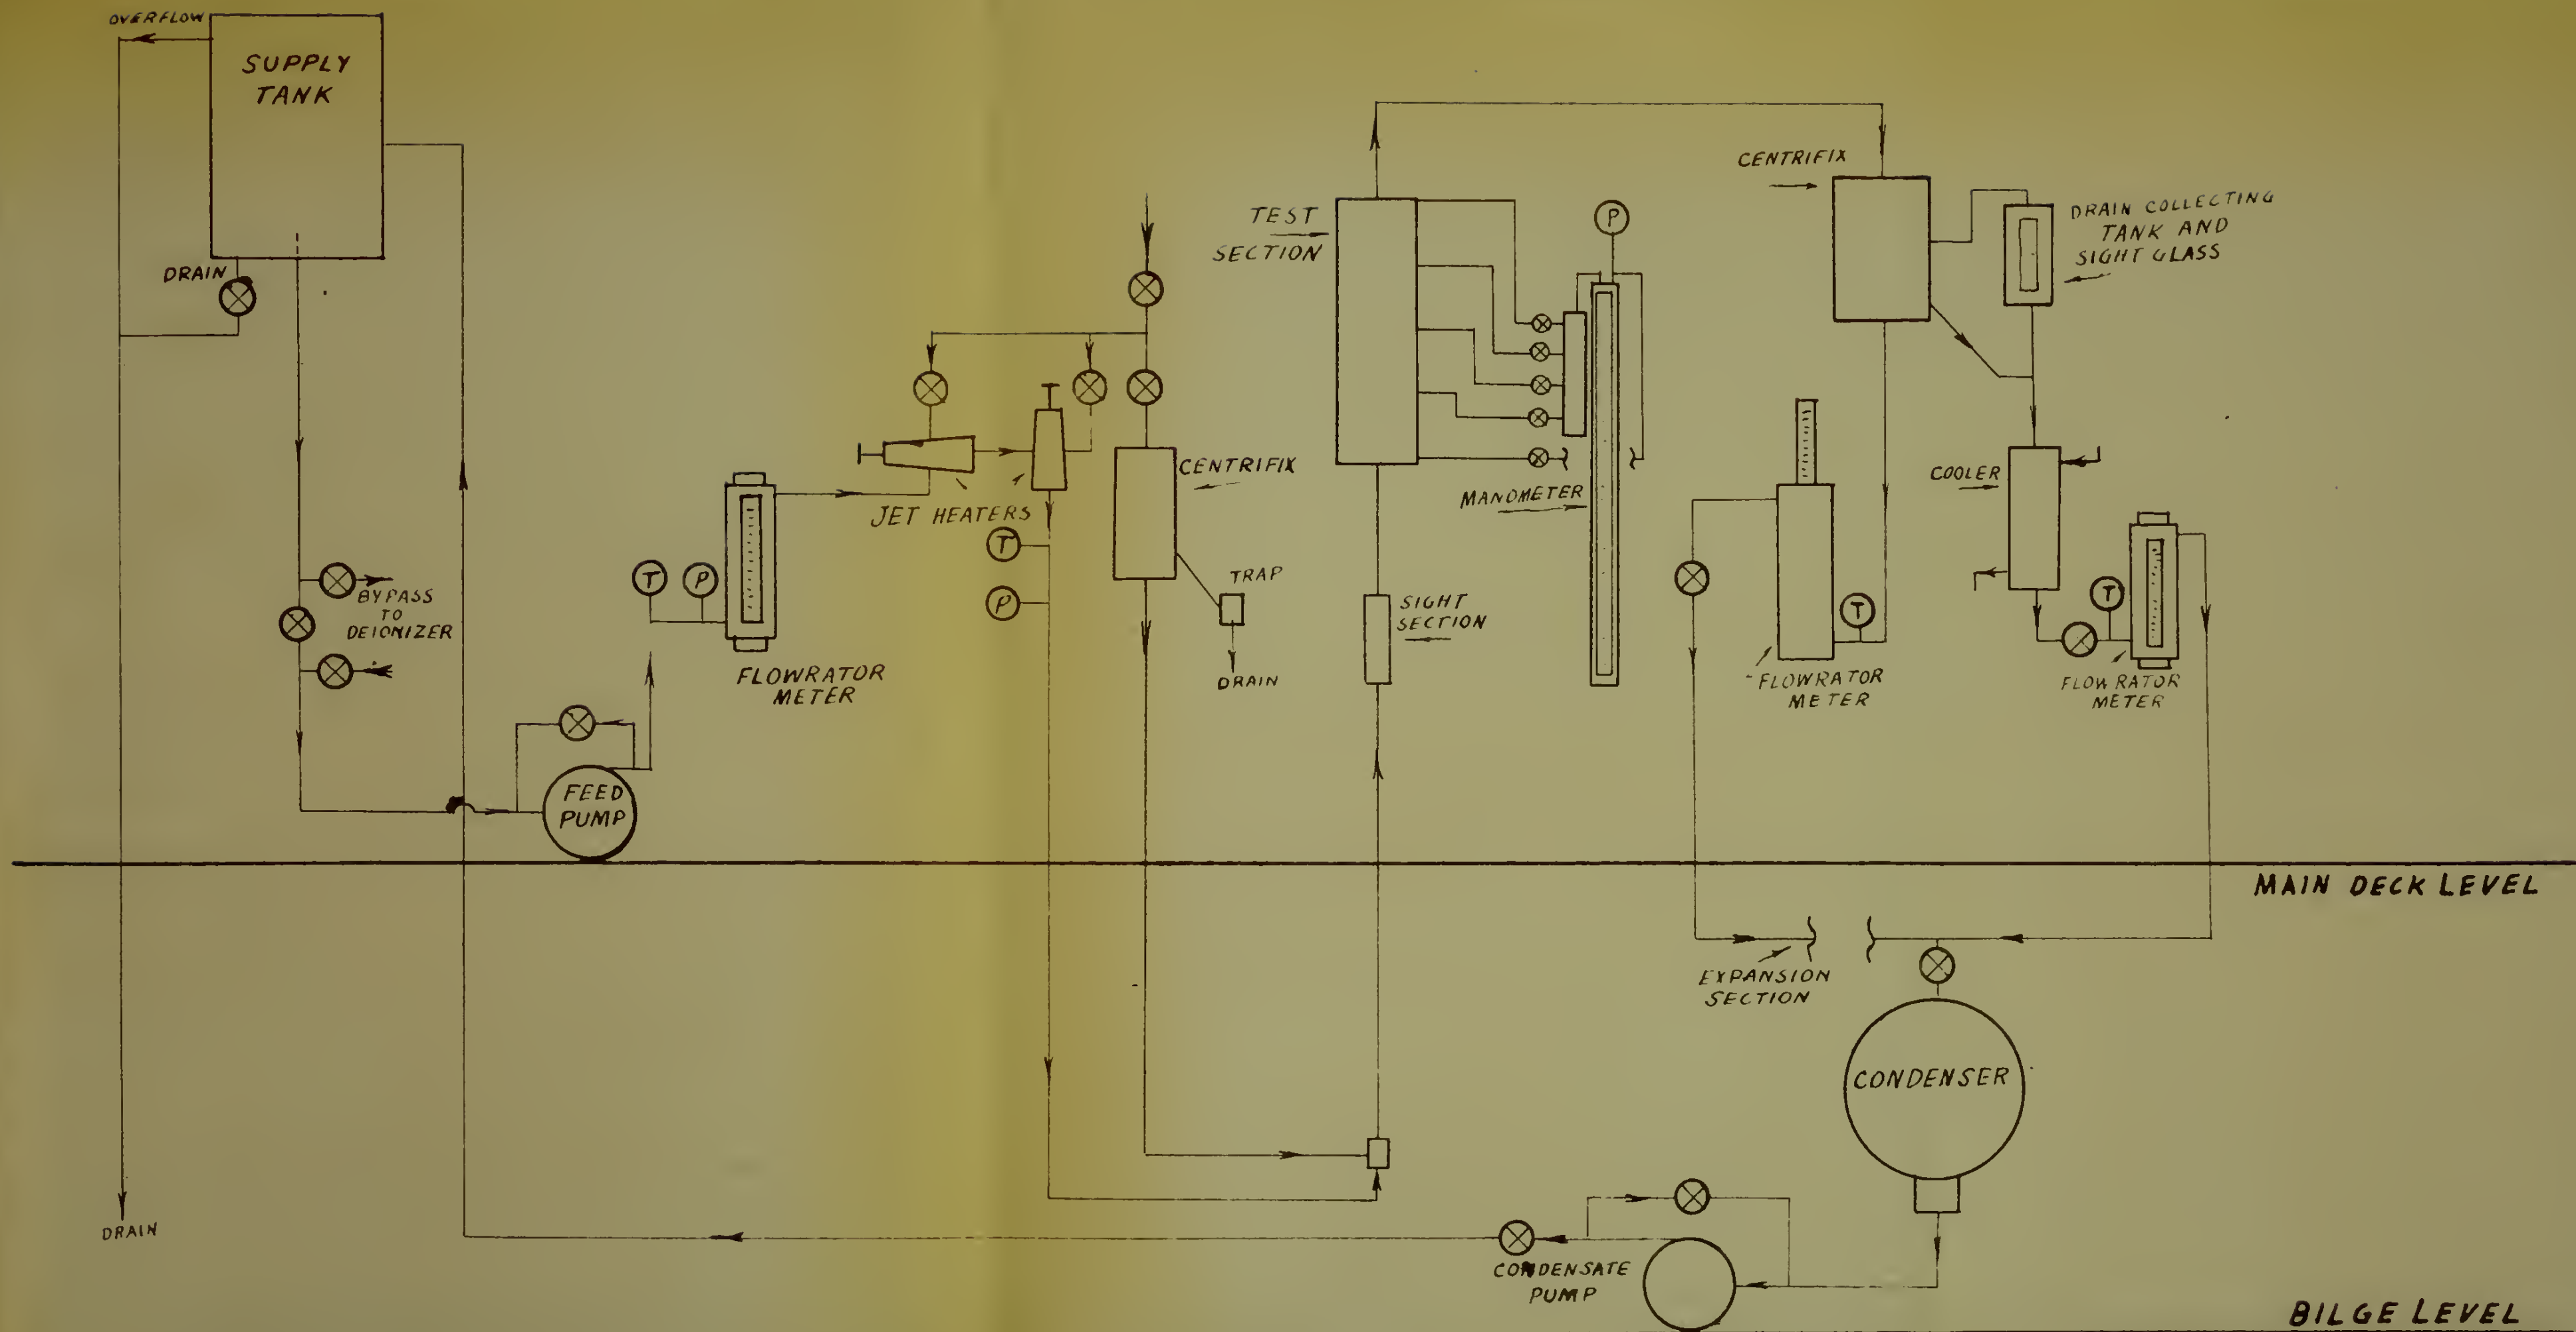 OVERFLOW
SUPPLY
TANK
DRAIN
BYPASS
TO
DEIONIZER
FEED
PUMP
T
P
FLOWRATOR
METER
JET HEATERS
T
P
CENTRIFIX
TRAP
DRAIN
TEST
SECTION
P
MANOMETER
SIGHT
SECTION
CENTRIFIX
DRAIN COLLECTING
TANK AND
SIGHT GLASS
COOLER
T
FLOWRATOR
METER
T
FLOWRATOR
METER
MAIN DECK LEVEL
EXPANSION
SECTION
CONDENSER
DRAIN
CONDENSATE
PUMP
BILGE LEVEL